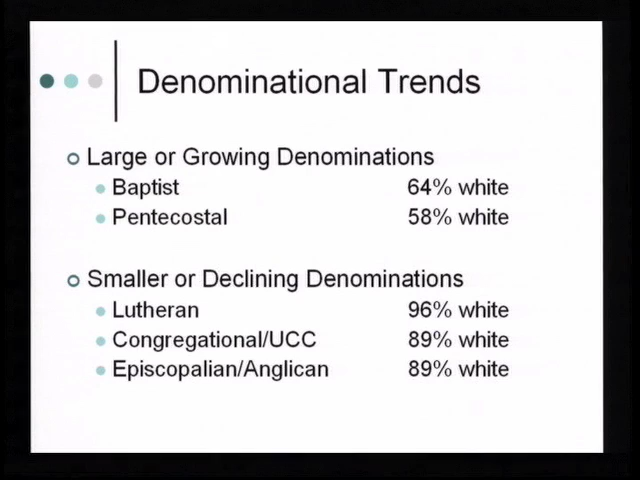 Denominational Trends
Large or Growing Denominations
Baptist 64% white
Pentecostal 58% white
Smaller or Declining Denominations
Lutheran 96% white
Congregational/UCC 89% white
Episcopalian/Anglican 89% white